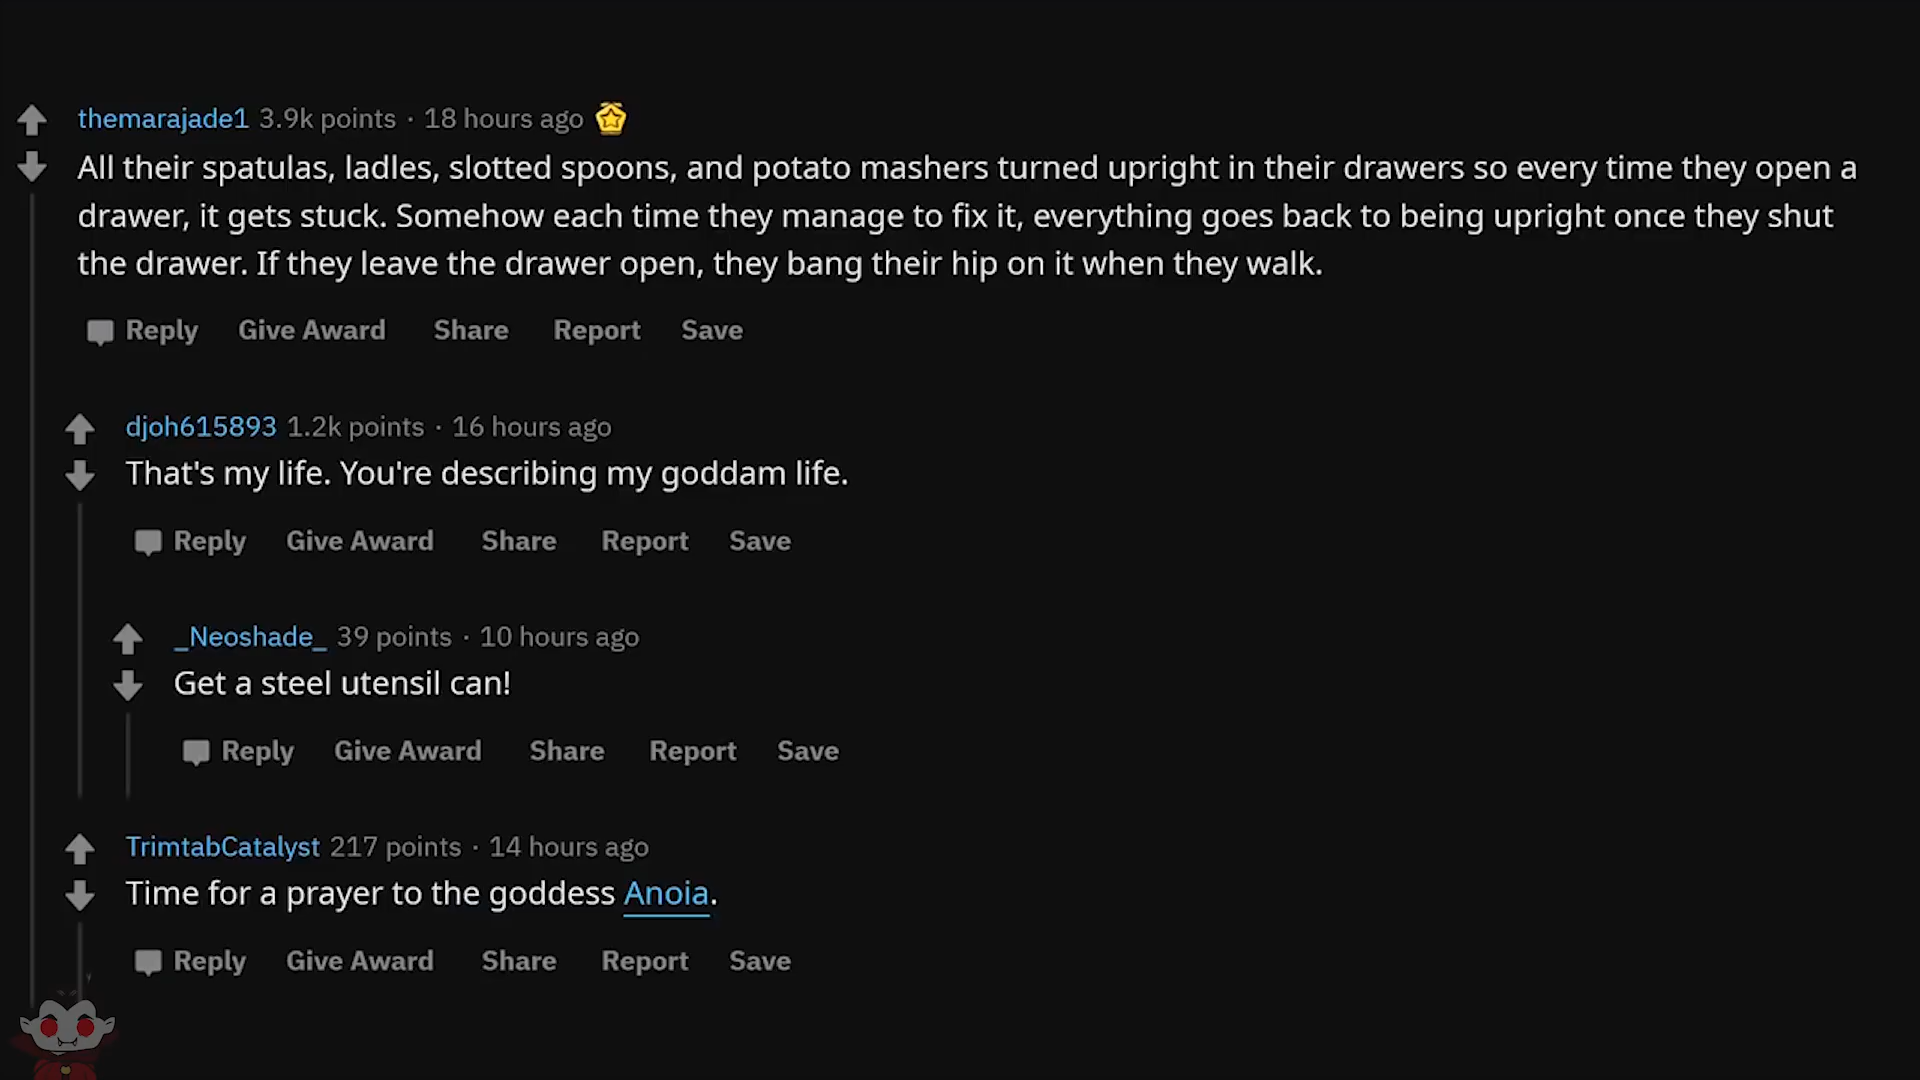 themarajade1 3.9k points · 18 hours ago
All their spatulas, ladles, slotted spoons, and potato mashers turned upright in their drawers so every time they open a
drawer, it gets stuck. Somehow each time they manage to fix it, everything goes back to being upright once they shut
the drawer. If they leave the drawer open, they bang their hip on it when they walk.
Reply Give Award Share Report Save
djoh615893 1.2k points · 16 hours ago
That's my life. You're describing my goddam life.
Reply Give Award Share Report Save
_Neoshade_ 39 points · 10 hours ago
Get a steel utensil can!
Reply Give Award Share Report Save
TrimtabCatalyst 217 points · 14 hours ago
Time for a prayer to the goddess Anoia.
Reply Give Award Share Report Save